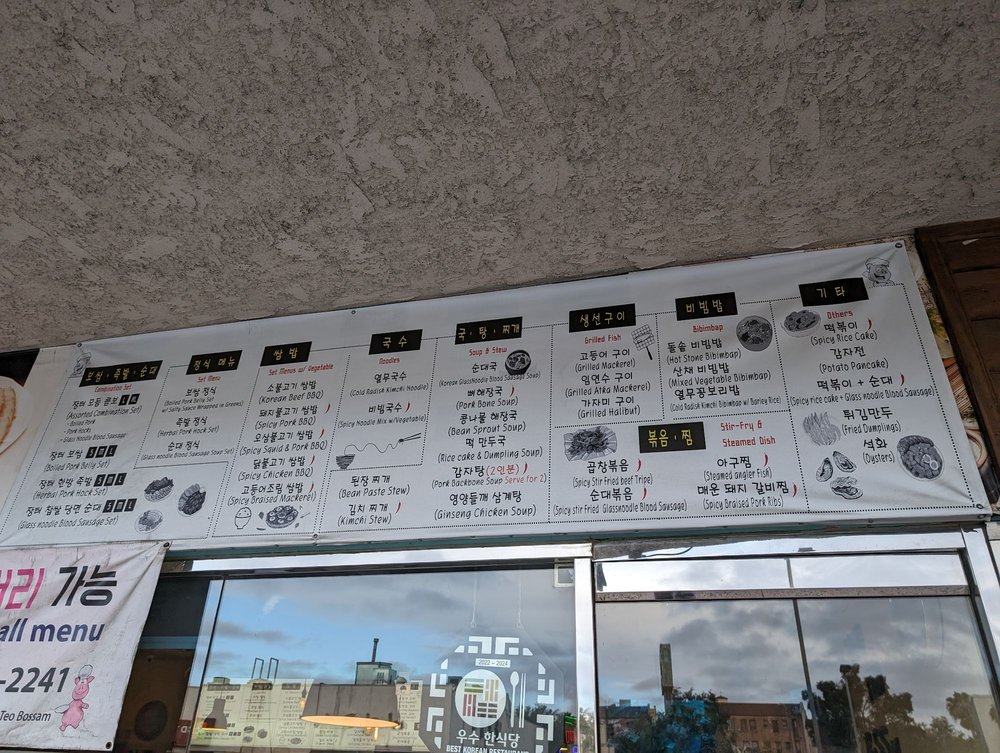 보쌈·족발·순대
Combination Set
장터 모듬 콤보 L M
(Assorted Combination Set)
- Boiled Pork
- Pork Hock
- Glass Noodle Blood Sausage
장터 보쌈 S M L
(Boiled Pork Belly Set)
장터 한방 족발 S M L
(Herbal Pork Hock Set)
장터 찹쌀 당면 순대 S M L
(Glass noodle Blood Sausage Set)
정식 메뉴
Set Menu
보쌈 정식
(Boiled Pork Belly Set
w/ Salty Sauce Wrapped in Greens)
족발 정식
(Herbal Pork Hock Set)
순대 정식
(Glass noodle Blood Sausage Soup Set)
쌈밥
Set Menus w/ Vegetable
소불고기 쌈밥
(Korean Beef BBQ)
돼지불고기 쌈밥
(Spicy Pork BBQ)
오삼불고기 쌈밥
(Spicy Squid & Pork BBQ)
닭불고기 쌈밥
(Spicy Chicken BBQ)
고등어조림 쌈밥
(Spicy Braised Mackerel)
국수
Noodles
열무국수
(Cold Radish Kimchi Noodle)
비빔국수
(Spicy Noodle Mix w/Vegetable)
된장 찌개
(Bean Paste Stew)
김치 찌개
(Kimchi Stew)
국·탕·찌개
Soup & Stew
순대국
(Korean Glassnoodle Blood Sausage Soup)
뼈해장국
(Pork Bone Soup)
콩나물 해장국
(Bean Sprout Soup)
떡 만두국
(Rice cake & Dumpling Soup)
감자탕(2인분)
(Pork Backbone Soup Serve for 2)
영양들깨 삼계탕
(Ginseng Chicken Soup)
생선구이
Grilled Fish
고등어 구이
(Grilled Mackerel)
임연수 구이
(Grilled Atka Mackerel)
가자미 구이
(Grilled Halibut)
비빔밥
Bibimbap
돌솥 비빔밥
(Hot Stone Bibimbap)
산채 비빔밥
(Mixed Vegetable Bibimbap)
열무꽁보리밥
(Cold Radish Kimchi Bibimbap w/ Barley Rice)
볶음·찜
Stir-Fry &
Steamed Dish
곱창볶음
(Spicy Stir Fried beef Tripe)
순대볶음
(Spicy stir Fried Glassnoodle Blood Sausage)
아구찜
(Steamed angler Fish)
매운 돼지 갈비찜
(Spicy Braised Pork Ribs)
기타
Others
떡볶이
(Spicy Rice Cake)
감자전
(Potato Pancake)
떡볶이 + 순대
(Spicy rice cake + Glass noodle Blood Sausage)
튀김만두
(Fried Dumplings)
석화
(Oysters)
가능
all menu
-2241
Teo Bossam
2022 - 2024
우수 한식당
BEST KOREAN RESTAURANT